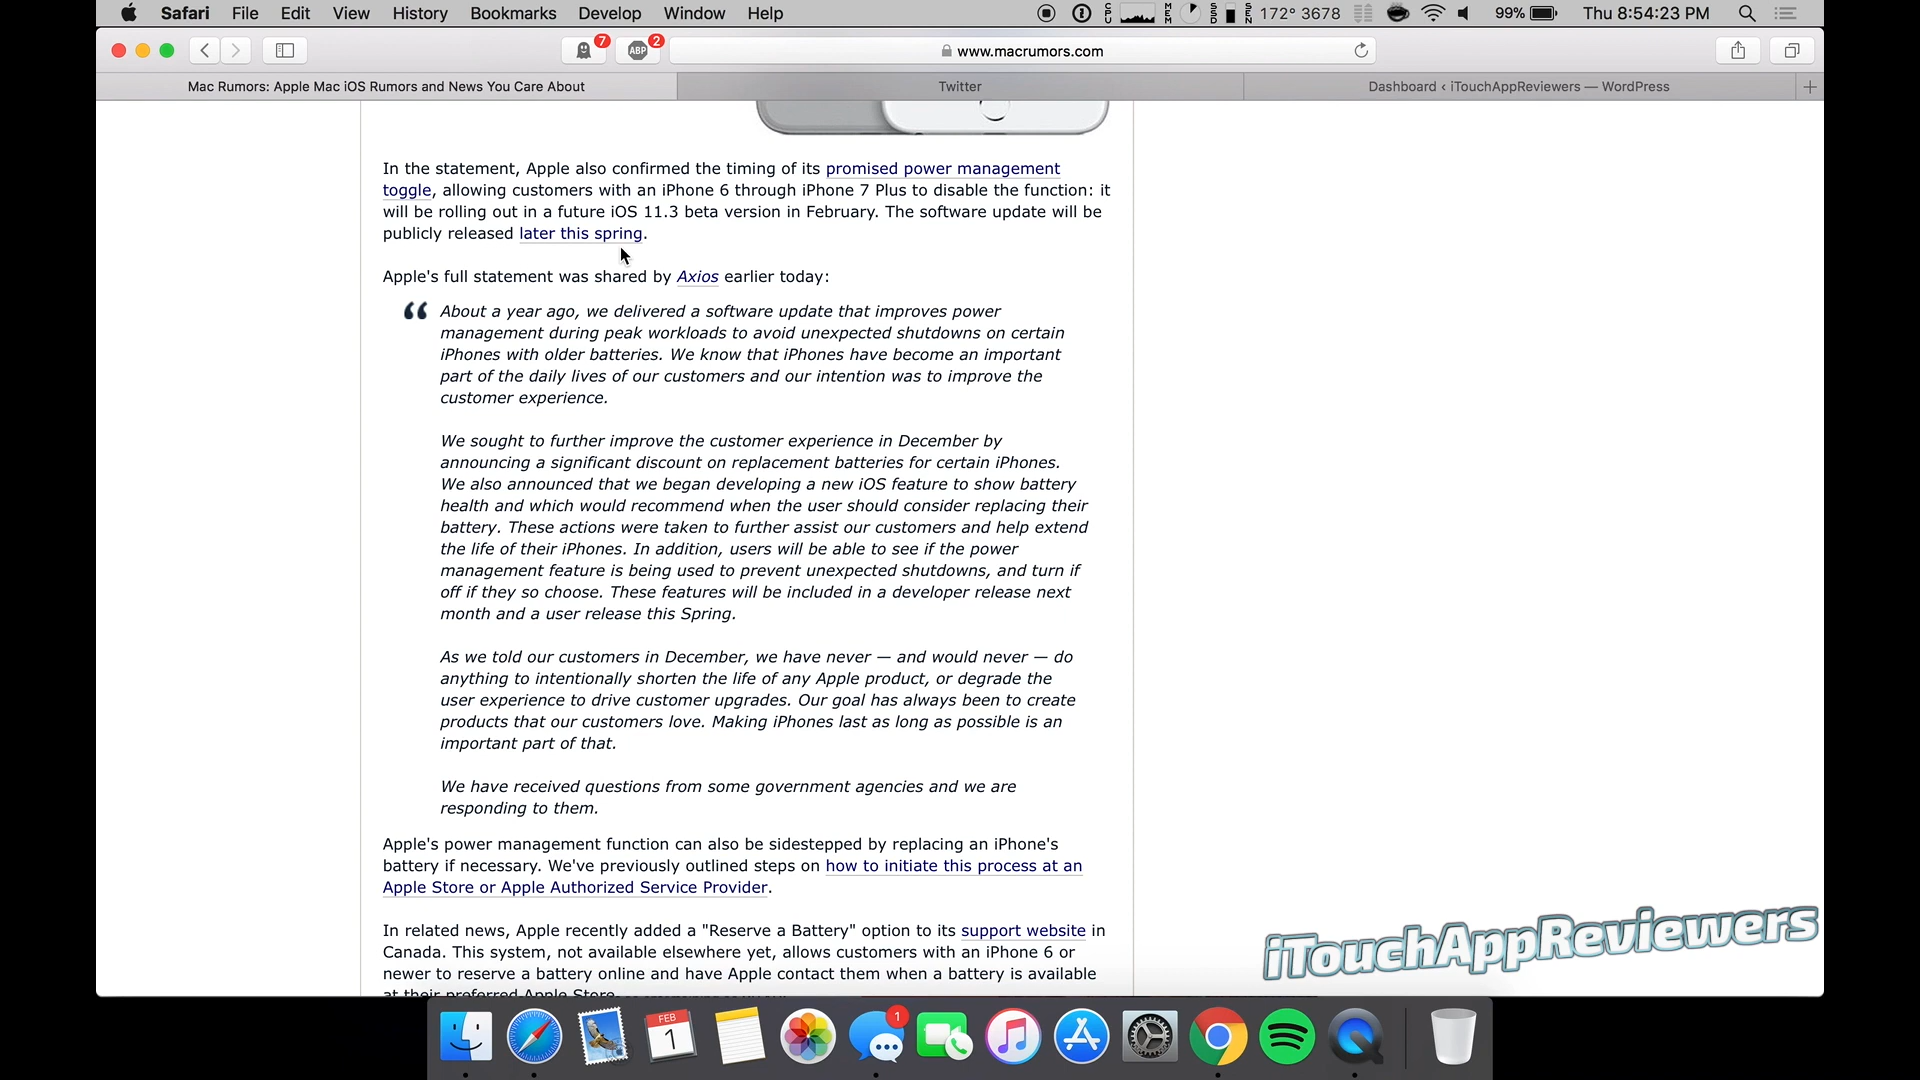 Safari File Edit View History Bookmarks Develop Window Help
CPU MEM SSD SEN 172° 3678 99% Thu 8:54:23 PM
7 ABP 2 www.macrumors.com
Mac Rumors: Apple Mac iOS Rumors and News You Care About Twitter Dashboard ‹ iTouchAppReviewers — WordPress
In the statement, Apple also confirmed the timing of its promised power management
toggle, allowing customers with an iPhone 6 through iPhone 7 Plus to disable the function: it
will be rolling out in a future iOS 11.3 beta version in February. The software update will be
publicly released later this spring.
Apple's full statement was shared by Axios earlier today:
“ About a year ago, we delivered a software update that improves power
management during peak workloads to avoid unexpected shutdowns on certain
iPhones with older batteries. We know that iPhones have become an important
part of the daily lives of our customers and our intention was to improve the
customer experience.
We sought to further improve the customer experience in December by
announcing a significant discount on replacement batteries for certain iPhones.
We also announced that we began developing a new iOS feature to show battery
health and which would recommend when the user should consider replacing their
battery. These actions were taken to further assist our customers and help extend
the life of their iPhones. In addition, users will be able to see if the power
management feature is being used to prevent unexpected shutdowns, and turn if
off if they so choose. These features will be included in a developer release next
month and a user release this Spring.
As we told our customers in December, we have never — and would never — do
anything to intentionally shorten the life of any Apple product, or degrade the
user experience to drive customer upgrades. Our goal has always been to create
products that our customers love. Making iPhones last as long as possible is an
important part of that.
We have received questions from some government agencies and we are
responding to them.
Apple's power management function can also be sidestepped by replacing an iPhone's
battery if necessary. We've previously outlined steps on how to initiate this process at an
Apple Store or Apple Authorized Service Provider.
In related news, Apple recently added a "Reserve a Battery" option to its support website in
Canada. This system, not available elsewhere yet, allows customers with an iPhone 6 or
newer to reserve a battery online and have Apple contact them when a battery is available
at their preferred Apple Store.
iTouchAppReviewers
FEB
1
1